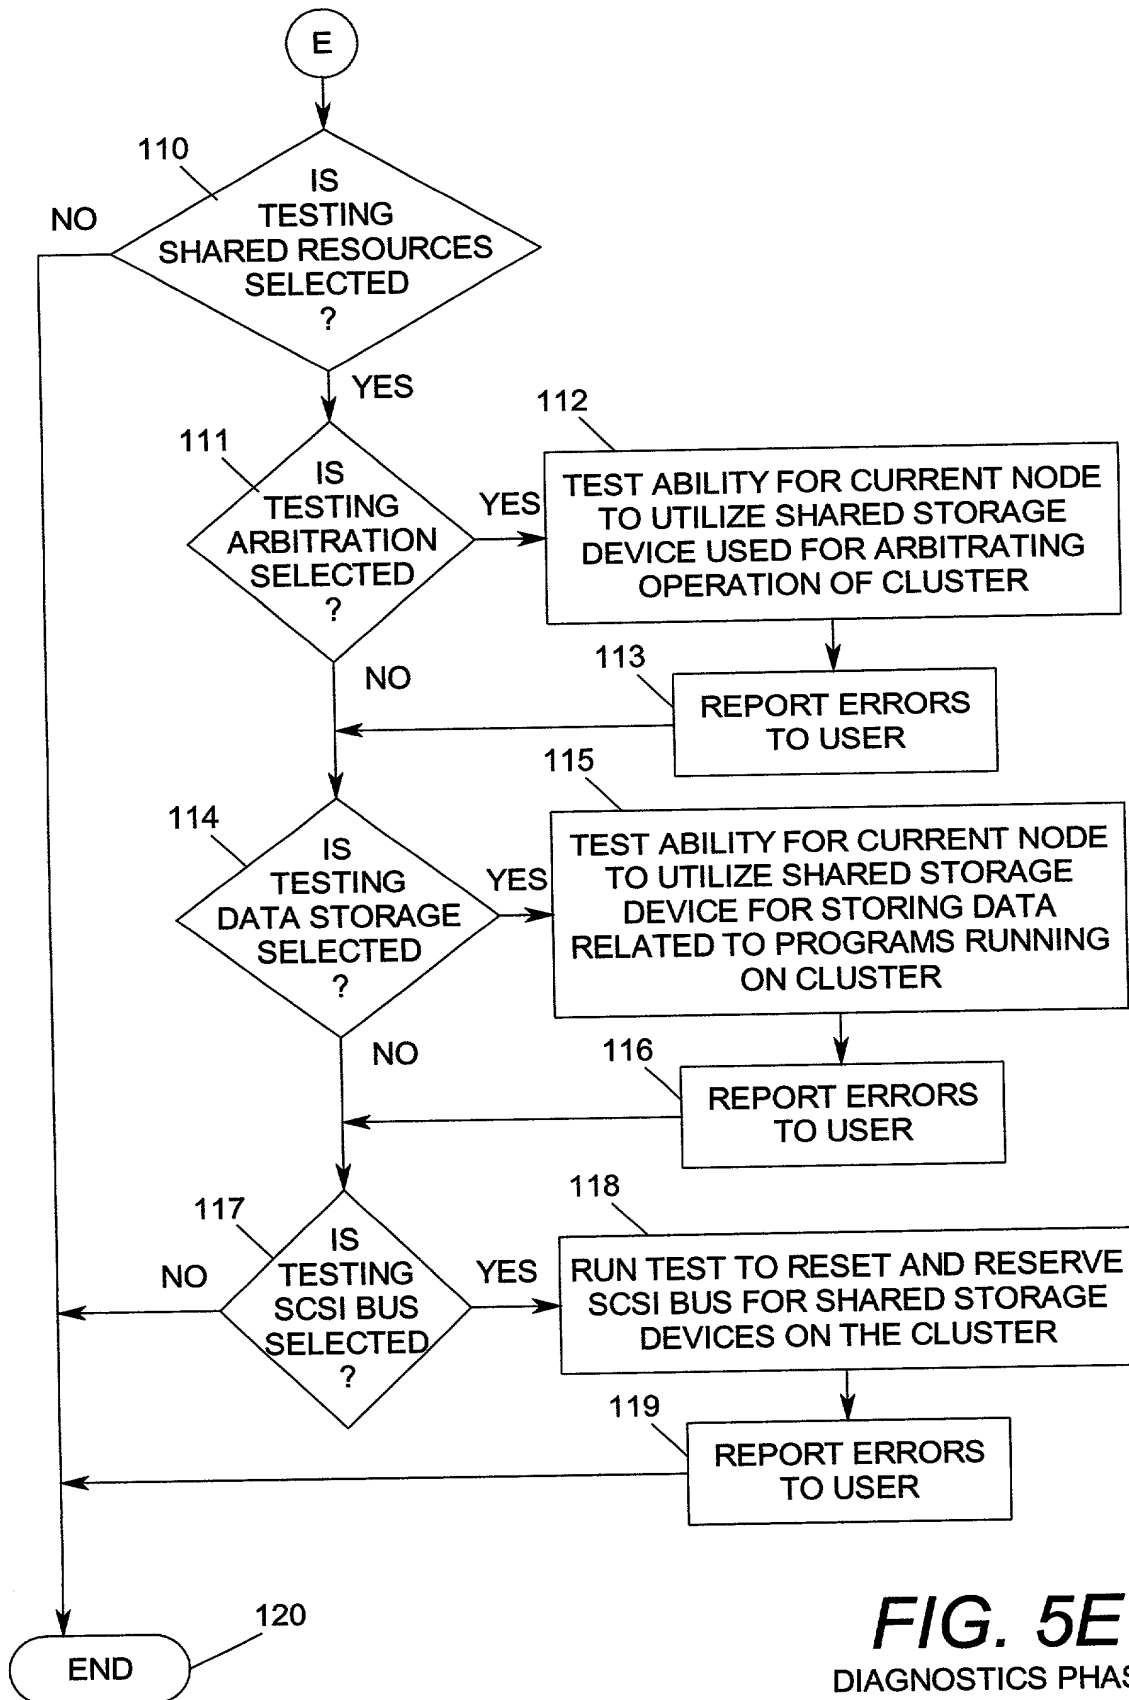 E
110
IS
TESTING
SHARED RESOURCES
SELECTED
?
NO
YES
111
IS
TESTING
ARBITRATION
SELECTED
?
YES
NO
112
TEST ABILITY FOR CURRENT NODE
TO UTILIZE SHARED STORAGE
DEVICE USED FOR ARBITRATING
OPERATION OF CLUSTER
113
REPORT ERRORS
TO USER
114
IS
TESTING
DATA STORAGE
SELECTED
?
YES
NO
115
TEST ABILITY FOR CURRENT NODE
TO UTILIZE SHARED STORAGE
DEVICE FOR STORING DATA
RELATED TO PROGRAMS RUNNING
ON CLUSTER
116
REPORT ERRORS
TO USER
117
IS
TESTING
SCSI BUS
SELECTED
?
NO
YES
118
RUN TEST TO RESET AND RESERVE
SCSI BUS FOR SHARED STORAGE
DEVICES ON THE CLUSTER
119
REPORT ERRORS
TO USER
END
120
FIG. 5E
DIAGNOSTICS PHAS